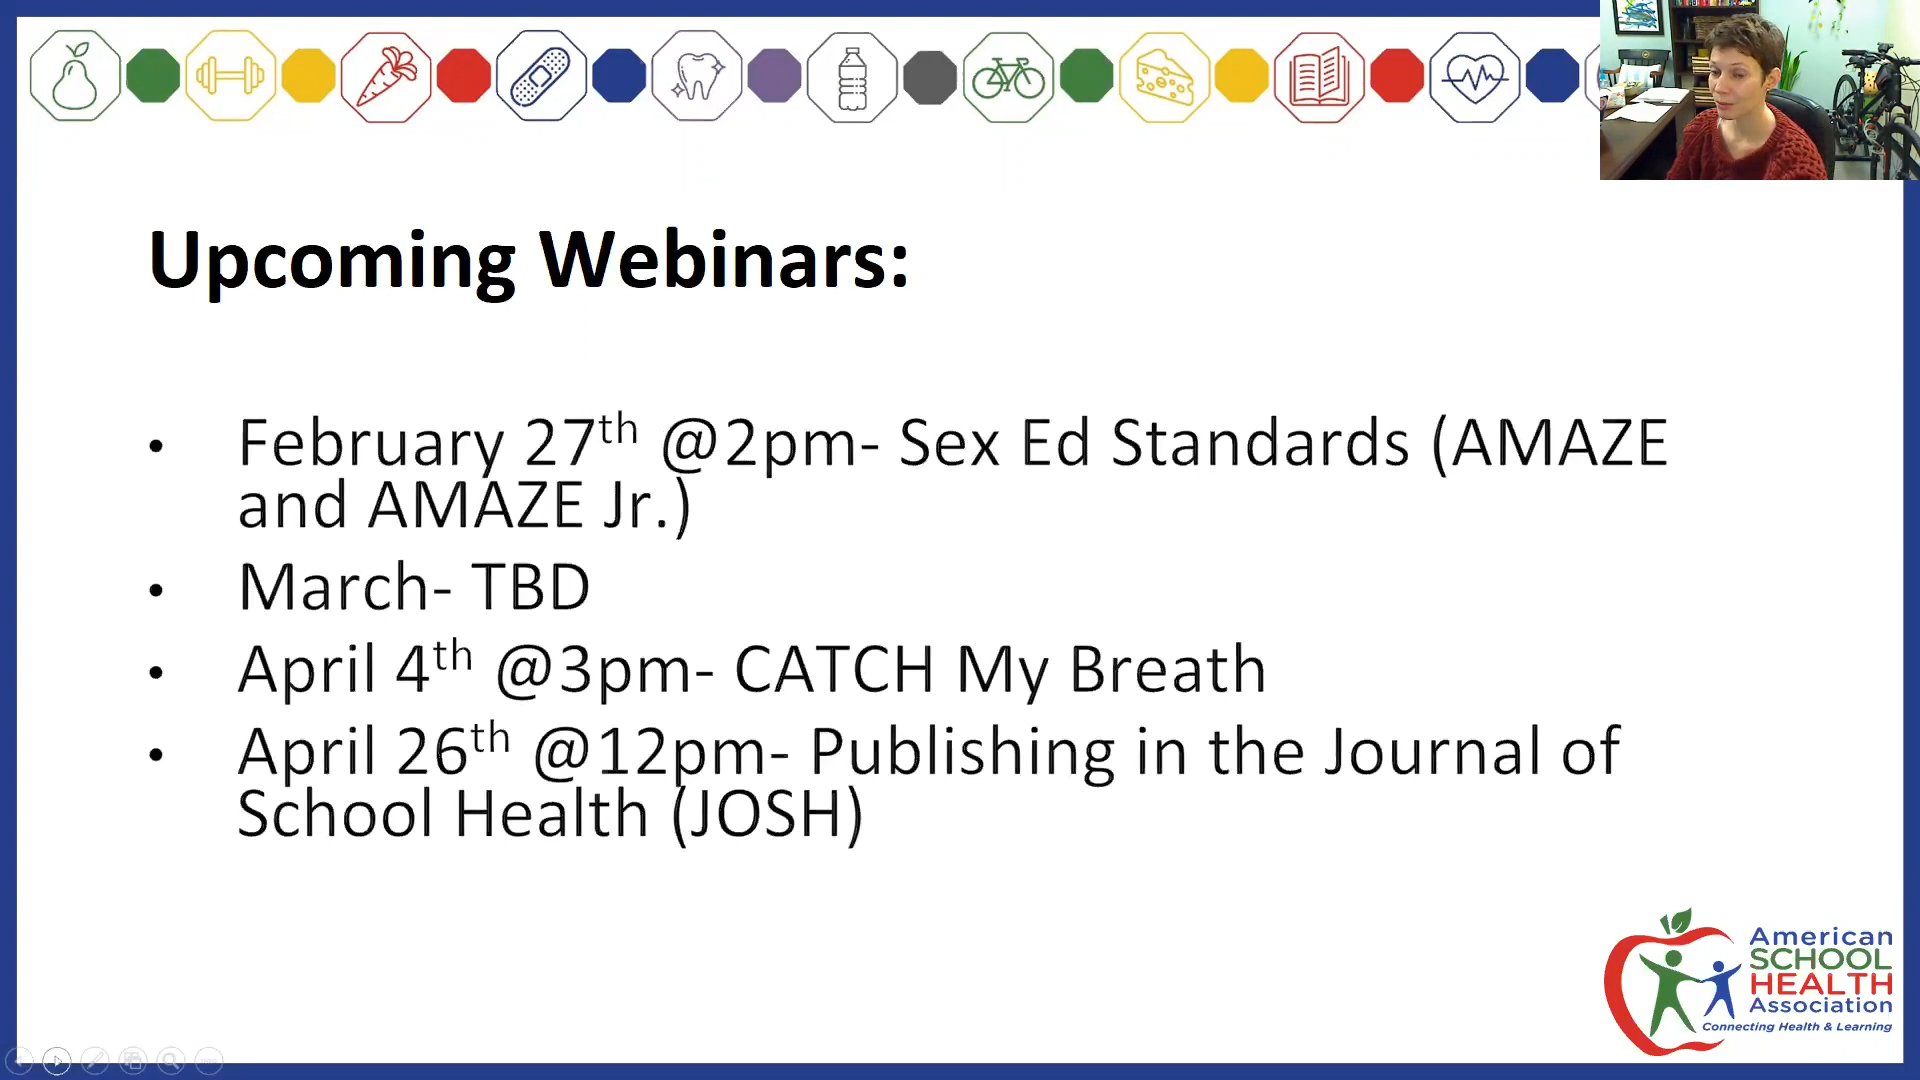 Upcoming Webinars:
• February 27th @2pm- Sex Ed Standards (AMAZE
and AMAZE Jr.)
• March- TBD
• April 4th @3pm- CATCH My Breath
• April 26th @12pm- Publishing in the Journal of
School Health (JOSH)
American
SCHOOL
HEALTH
Association
Connecting Health & Learning